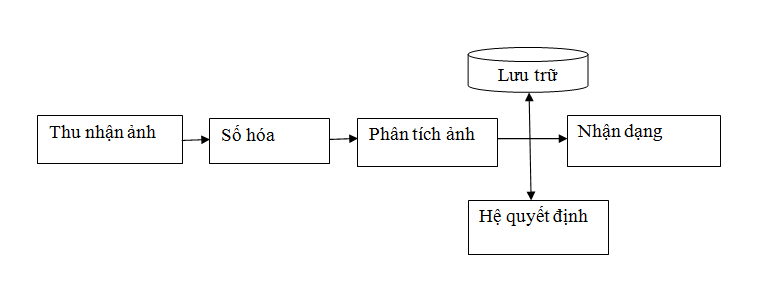 Lưu trữ
Thu nhận ảnh
Số hóa
Phân tích ảnh
Nhận dạng
Hệ quyết định